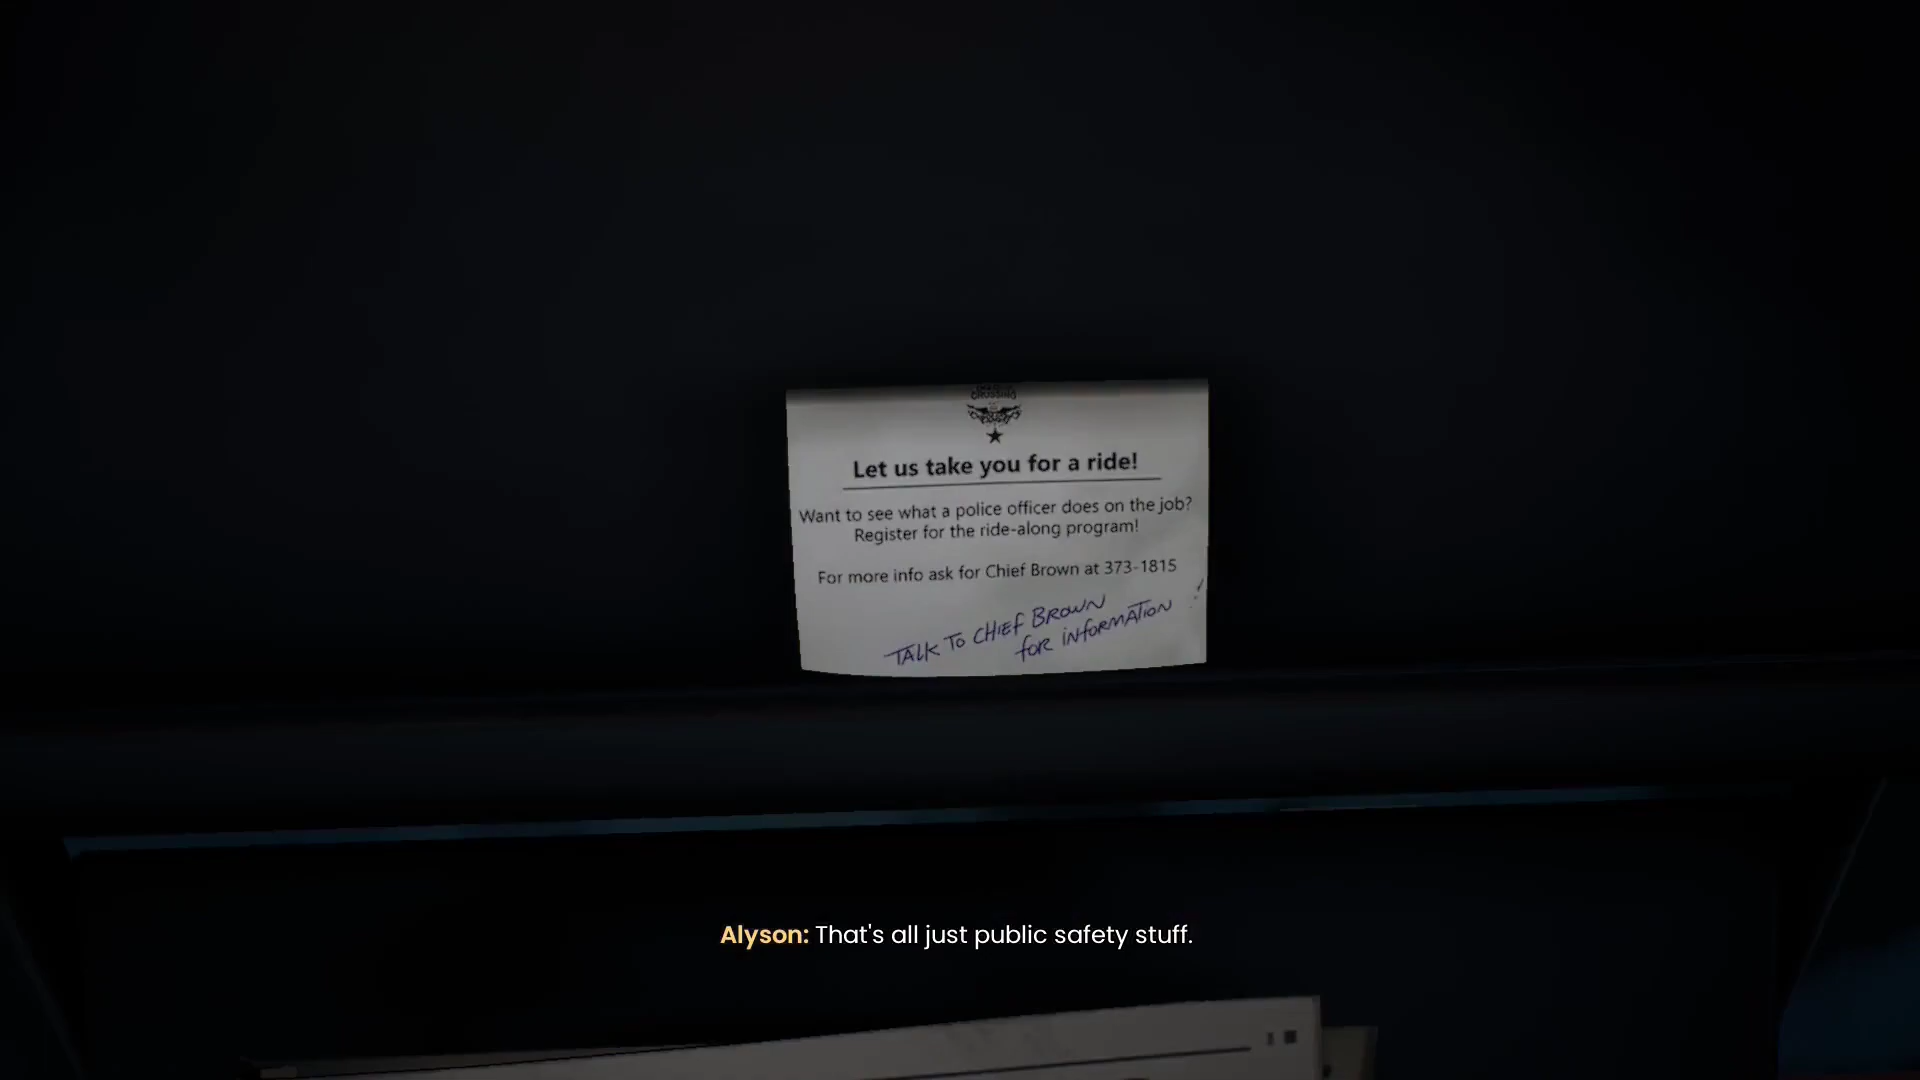 CROSSING
Let us take you for a ride!
Want to see what a police officer does on the job?
Register for the ride-along program!
For more info ask for Chief Brown at 373-1815
TALK TO CHIEF BROWN
FOR INFORMATION !
Alyson: That's all just public safety stuff.